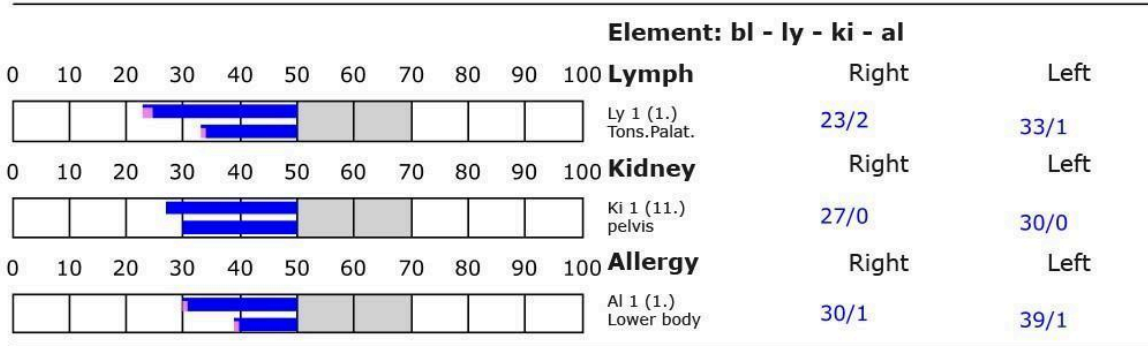 Element: bl - ly - ki - al
0 10 20 30 40 50 60 70 80 90 100 Lymph Right Left
Ly 1 (1.) 23/2 33/1
Tons.Palat.
0 10 20 30 40 50 60 70 80 90 100 Kidney Right Left
Ki 1 (11.) 27/0 30/0
pelvis
0 10 20 30 40 50 60 70 80 90 100 Allergy Right Left
Al 1 (1.) 30/1 39/1
Lower body